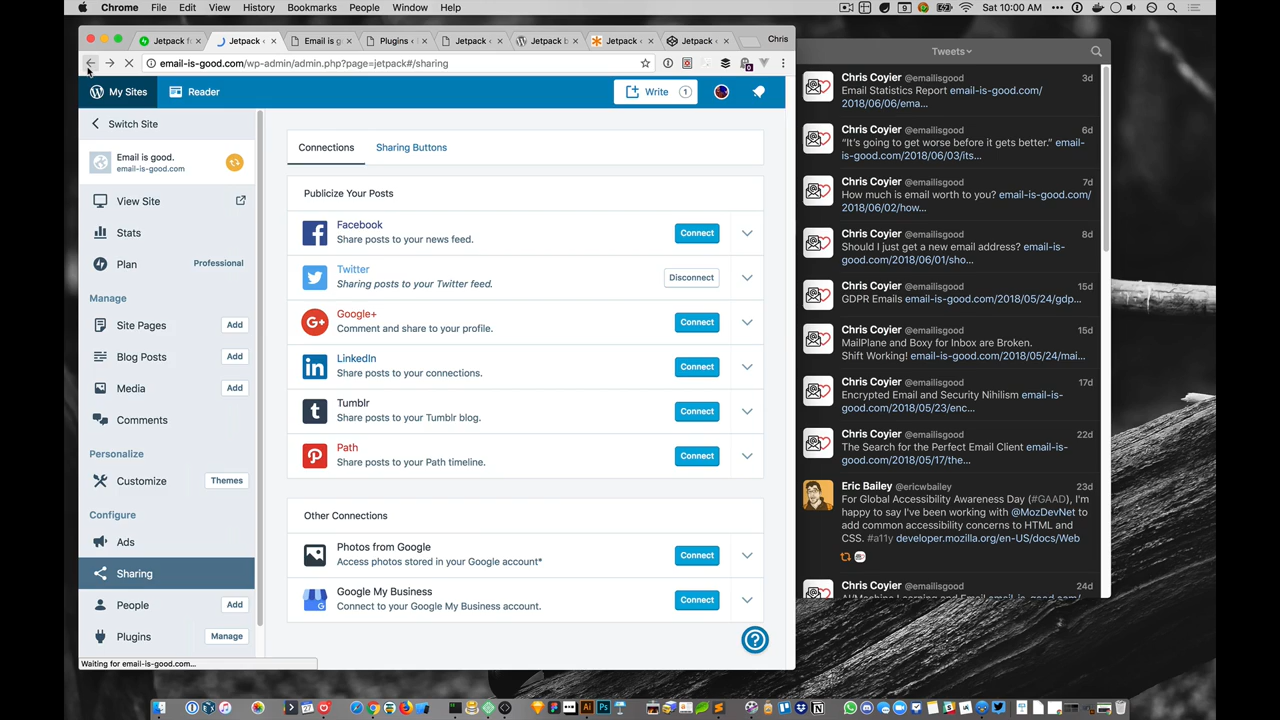 Chrome File Edit View History Bookmarks People Window Help
9
Sat 10:00 AM
Jetpack f
Jetpack
Email is g
Plugins
Jetpack
Jetpack b
Jetpack
Jetpack
Chris
email-is-good.com/wp-admin/admin.php?page=jetpack#/sharing
My Sites
Reader
Write 1
Switch Site
Email is good.
email-is-good.com
View Site
Stats
Plan Professional
Manage
Site Pages Add
Blog Posts Add
Media Add
Comments
Personalize
Customize Themes
Configure
Ads
Sharing
People Add
Plugins Manage
Waiting for email-is-good.com...
Connections Sharing Buttons
Publicize Your Posts
Facebook
Share posts to your news feed.
Connect
Twitter
Sharing posts to your Twitter feed.
Disconnect
Google+
Comment and share to your profile.
Connect
LinkedIn
Share posts to your connections.
Connect
Tumblr
Share posts to your Tumblr blog.
Connect
Path
Share posts to your Path timeline.
Connect
Other Connections
Photos from Google
Access photos stored in your Google account*
Connect
Google My Business
Connect to your Google My Business account.
Connect
Tweets
Chris Coyier @emailisgood 3d
Email Statistics Report email-is-good.com/
2018/06/06/ema...
Chris Coyier @emailisgood 6d
“It's going to get worse before it gets better.” ema
il-is-good.com/2018/06/03/its...
Chris Coyier @emailisgood 7d
How much is email worth to you? email-is-good.com/
2018/06/02/how...
Chris Coyier @emailisgood 8d
Should I just get a new email address? email-is-
good.com/2018/06/01/sho...
Chris Coyier @emailisgood 15d
GDPR Emails email-is-good.com/2018/05/24/gdp...
Chris Coyier @emailisgood 15d
MailPlane and Boxy for Inbox are Broken.
Shift Working! email-is-good.com/2018/05/24/mai...
Chris Coyier @emailisgood 17d
Encrypted Email and Security Nihilism email-is-
good.com/2018/05/23/enc...
Chris Coyier @emailisgood 22d
The Search for the Perfect Email Client email-is-
good.com/2018/05/17/the...
Eric Bailey @ericwbailey 23d
For Global Accessibility Awareness Day (#GAAD), I'm
happy to say I've been working with @MozDevNet to
add common accessibility concerns to HTML and
CSS. #a11y developer.mozilla.org/en-US/docs/Web
Chris Coyier @emailisgood 24d